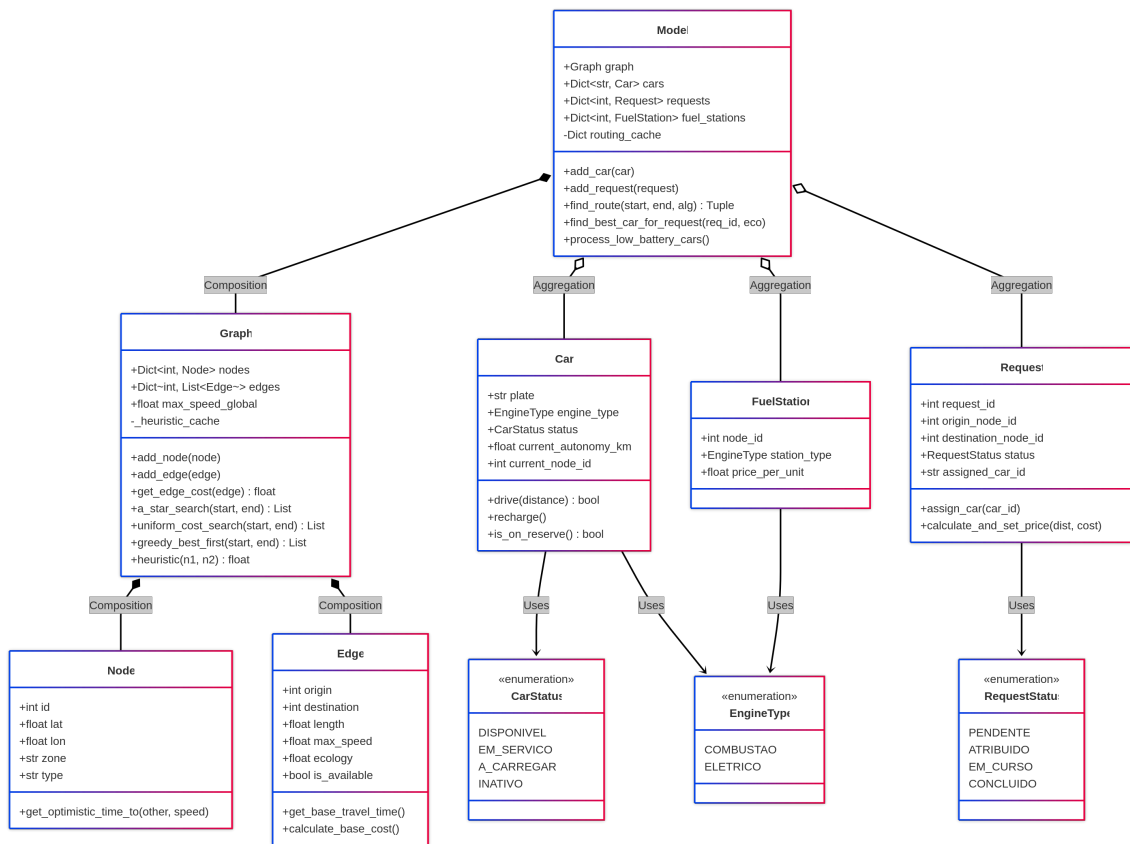 Model
+Graph graph
+Dict<str, Car> cars
+Dict<int, Request> requests
+Dict<int, FuelStation> fuel_stations
-Dict routing_cache
+add_car(car)
+add_request(request)
+find_route(start, end, alg) : Tuple
+find_best_car_for_request(req_id, eco)
+process_low_battery_cars()
Composition
Aggregation
Aggregation
Aggregation
Graph
+Dict<int, Node> nodes
+Dict~int, List<Edge~> edges
+float max_speed_global
-_heuristic_cache
+add_node(node)
+add_edge(edge)
+get_edge_cost(edge) : float
+a_star_search(start, end) : List
+uniform_cost_search(start, end) : List
+greedy_best_first(start, end) : List
+heuristic(n1, n2) : float
Car
+str plate
+EngineType engine_type
+CarStatus status
+float current_autonomy_km
+int current_node_id
+drive(distance) : bool
+recharge()
+is_on_reserve() : bool
FuelStation
+int node_id
+EngineType station_type
+float price_per_unit
Request
+int request_id
+int origin_node_id
+int destination_node_id
+RequestStatus status
+str assigned_car_id
+assign_car(car_id)
+calculate_and_set_price(dist, cost)
Composition
Composition
Uses
Uses
Uses
Uses
Node
+int id
+float lat
+float lon
+str zone
+str type
+get_optimistic_time_to(other, speed)
Edge
+int origin
+int destination
+float length
+float max_speed
+float ecology
+bool is_available
+get_base_travel_time()
+calculate_base_cost()
«enumeration»
CarStatus
DISPONIVEL
EM_SERVICO
A_CARREGAR
INATIVO
«enumeration»
EngineType
COMBUSTAO
ELETRICO
«enumeration»
RequestStatus
PENDENTE
ATRIBUIDO
EM_CURSO
CONCLUIDO